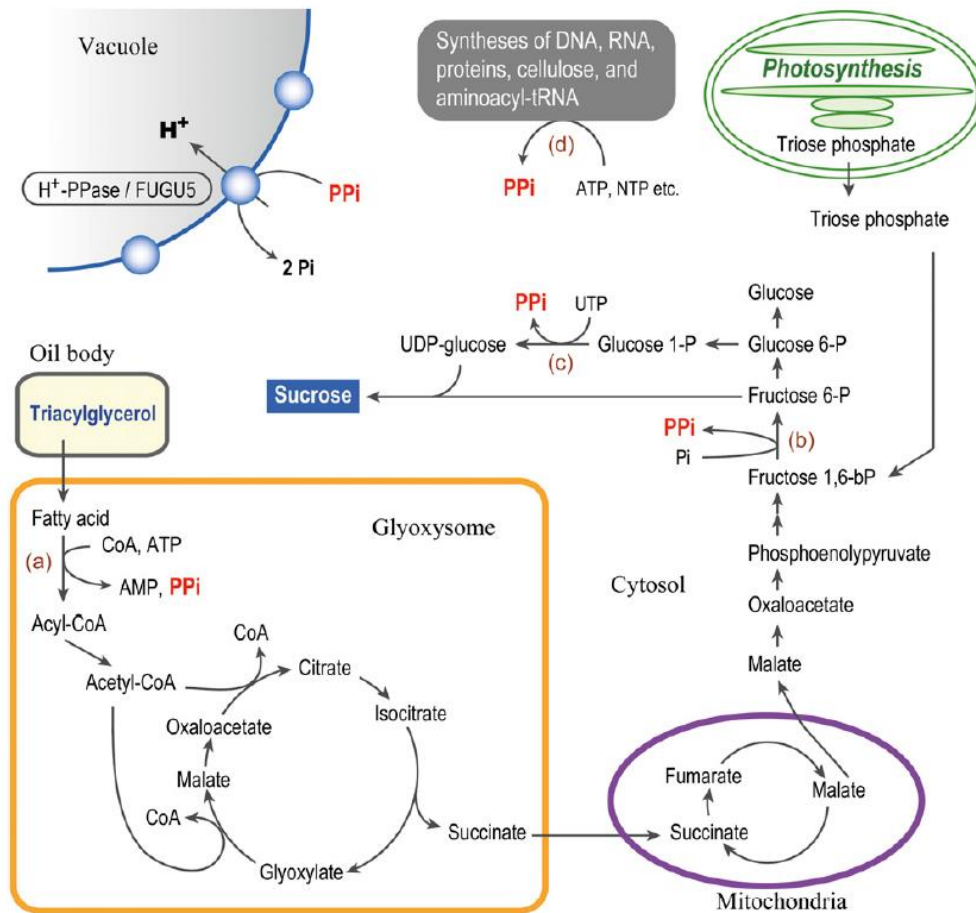 Vacuole
H+
H+-PPase / FUGU5
PPi
2 Pi
Syntheses of DNA, RNA,
proteins, cellulose, and
aminoacyl-tRNA
(d)
PPi
ATP, NTP etc.
Photosynthesis
Triose phosphate
Triose phosphate
Glucose
PPi
UTP
UDP-glucose
(c)
Glucose 1-P
Glucose 6-P
Sucrose
Fructose 6-P
PPi
Pi
(b)
Fructose 1,6-bP
Phosphoenolpyruvate
Oxaloacetate
Malate
Cytosol
Oil body
Triacylglycerol
Glyoxysome
Fatty acid
(a)
CoA, ATP
AMP, PPi
Acyl-CoA
Acetyl-CoA
CoA
Citrate
Isocitrate
Oxaloacetate
Malate
CoA
Glyoxylate
Succinate
Fumarate
Malate
Succinate
Mitochondria